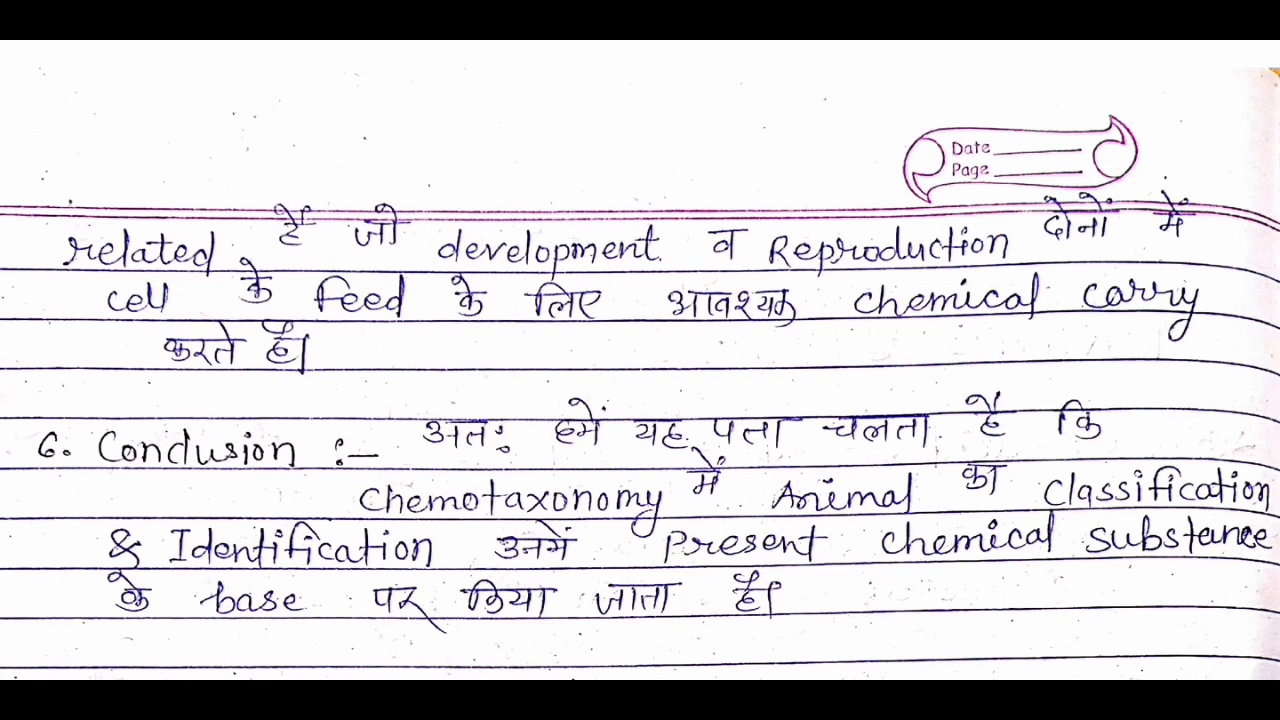 Date
Page
related हैं जो development व Reproduction दोनों में
cell के feed के लिए आवश्यक chemical carry
करते हैं।
6. Conclusion :- अतः हमें यह पता चलता है कि
chemotaxonomy में Animal का classification
& Identification उनमें present chemical substance
के base पर किया जाता है।